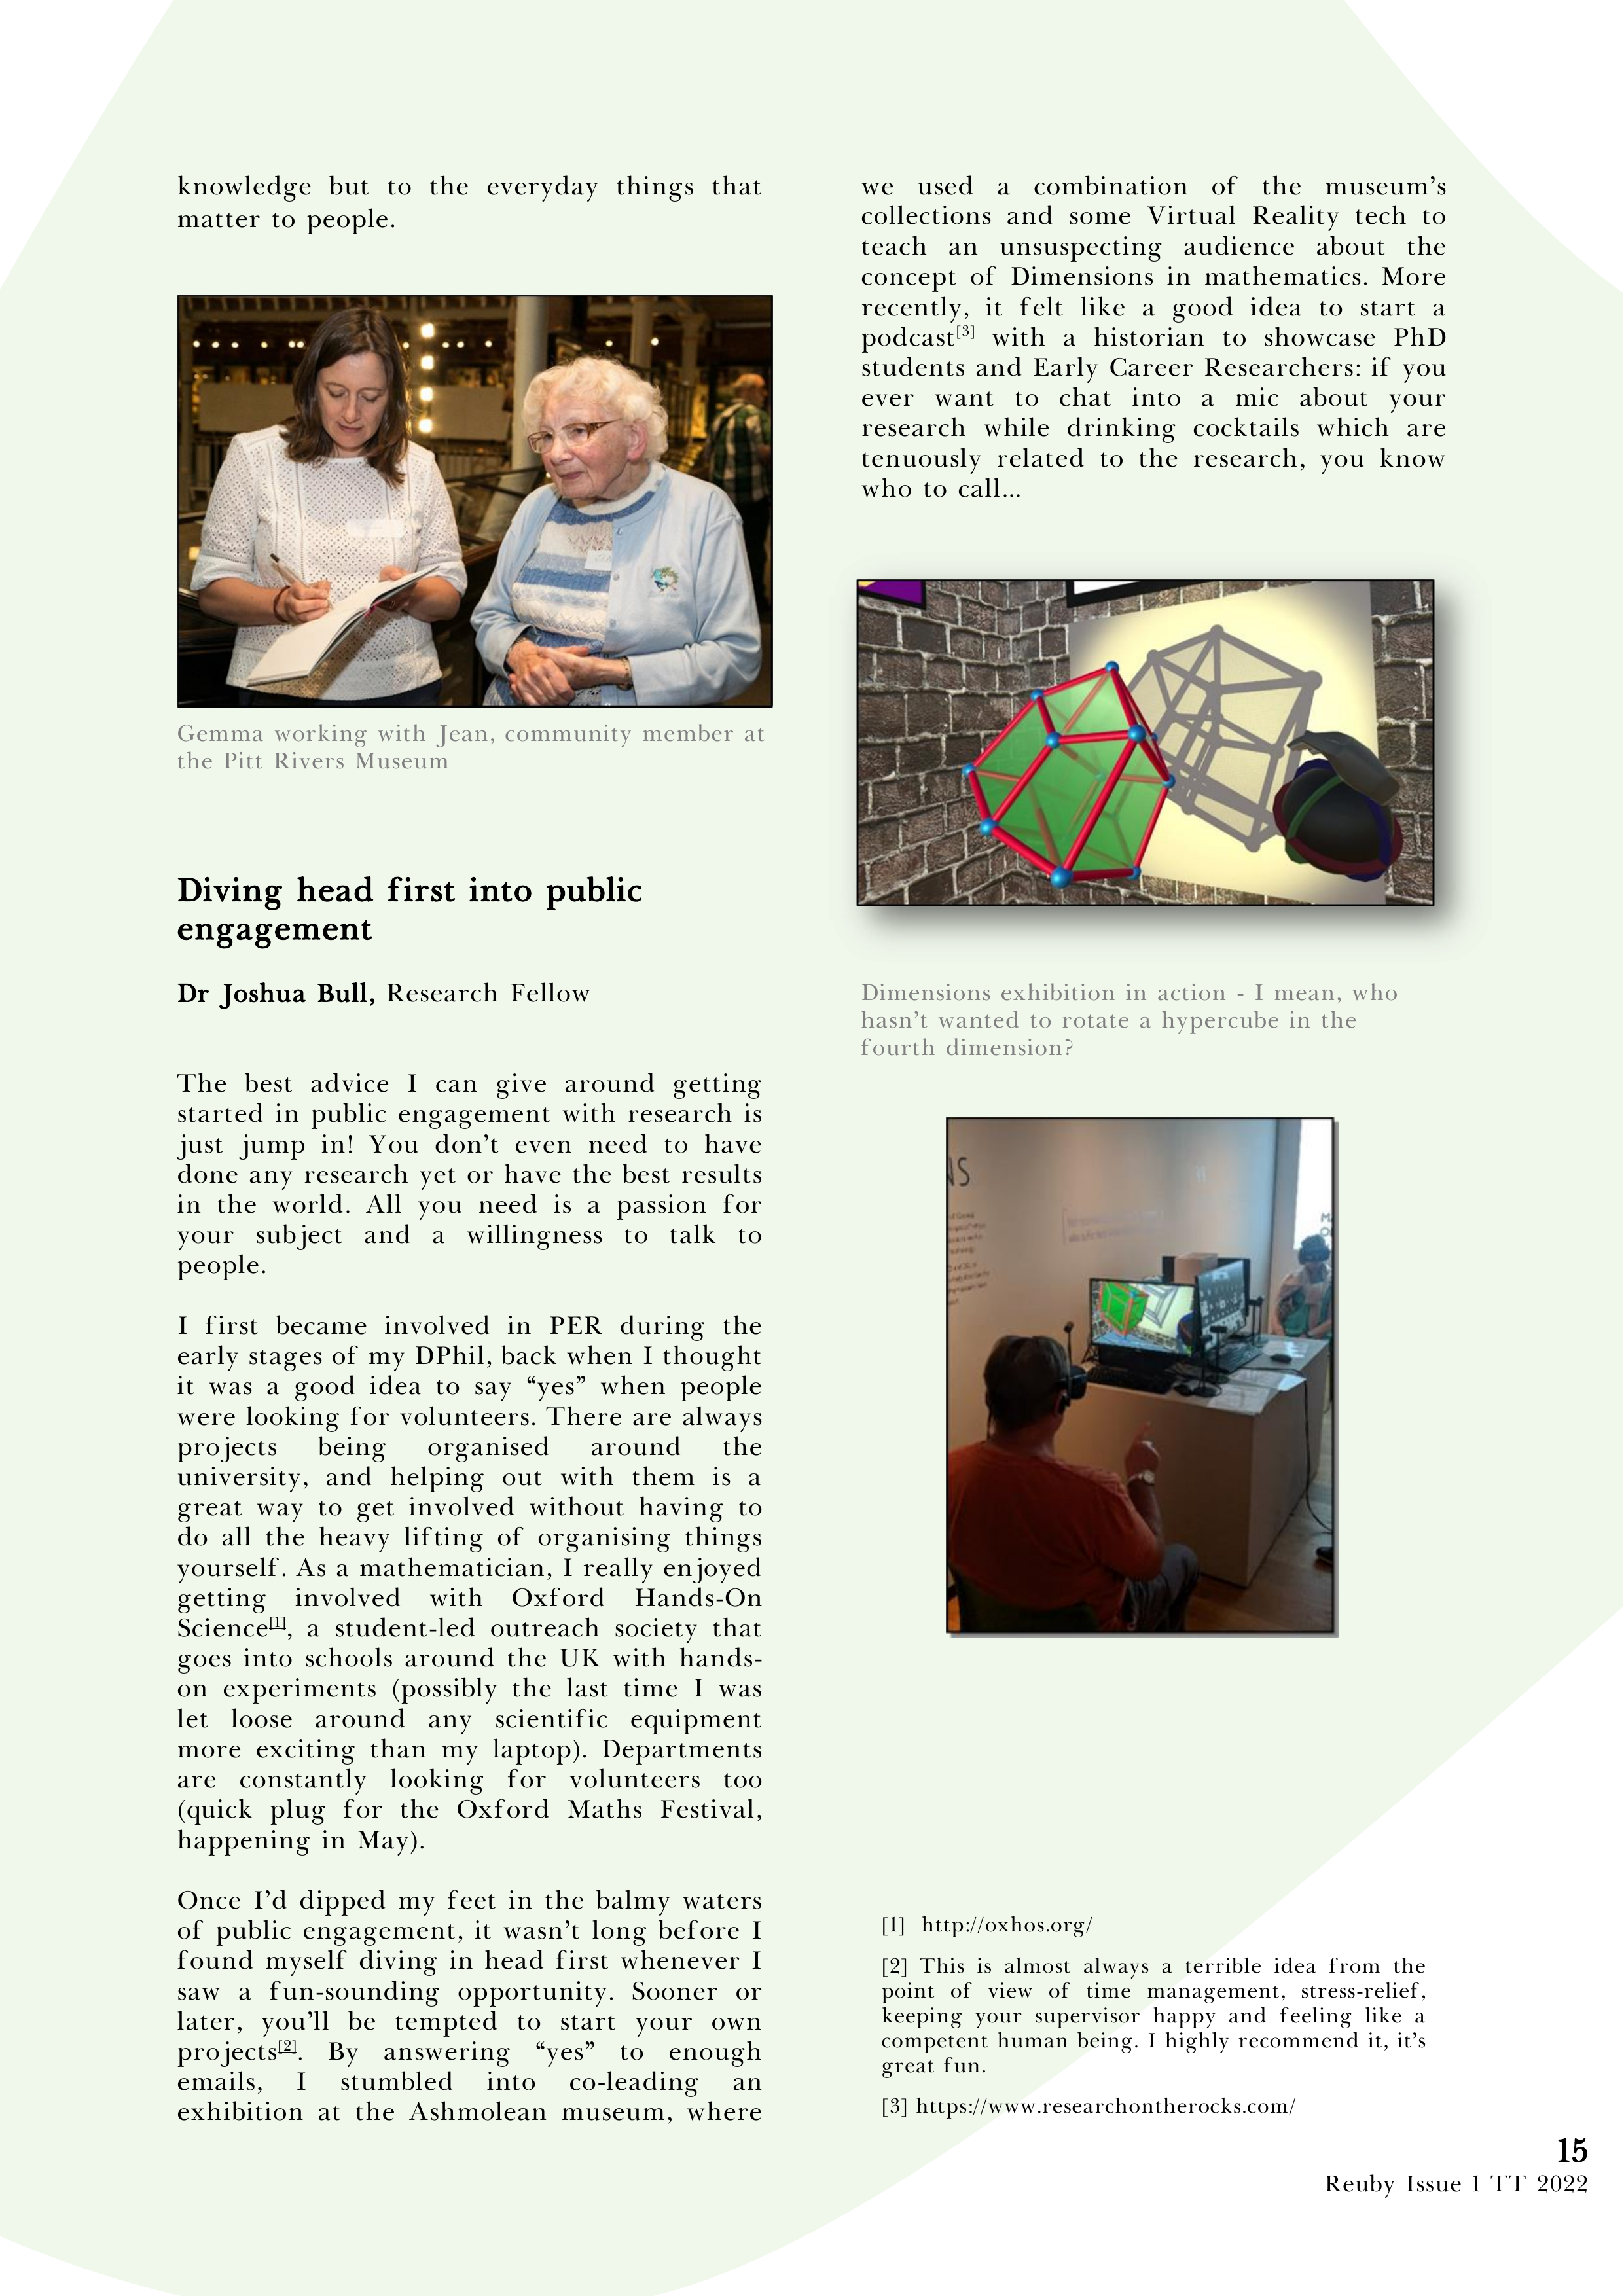 knowledge but to the everyday things that
matter to people.
Gemma working with Jean, community member at
the Pitt Rivers Museum
Diving head first into public
engagement
Dr Joshua Bull, Research Fellow
The best advice I can give around getting
started in public engagement with research is
just jump in! You don't even need to have
done any research yet or have the best results
in the world. All you need is a passion for
your subject and a willingness to talk to
people.
I first became involved in PER during the
early stages of my DPhil, back when I thought
it was a good idea to say “yes” when people
were looking for volunteers. There are always
projects being organised around the
university, and helping out with them is a
great way to get involved without having to
do all the heavy lifting of organising things
yourself. As a mathematician, I really enjoyed
getting involved with Oxford Hands-On
Science[1], a student-led outreach society that
goes into schools around the UK with hands-
on experiments (possibly the last time I was
let loose around any scientific equipment
more exciting than my laptop). Departments
are constantly looking for volunteers too
(quick plug for the Oxford Maths Festival,
happening in May).
Once I'd dipped my feet in the balmy waters
of public engagement, it wasn't long before I
found myself diving in head first whenever I
saw a fun-sounding opportunity. Sooner or
later, you'll be tempted to start your own
projects[2]. By answering “yes” to enough
emails, I stumbled into co-leading an
exhibition at the Ashmolean museum, where
we used a combination of the museum's
collections and some Virtual Reality tech to
teach an unsuspecting audience about the
concept of Dimensions in mathematics. More
recently, it felt like a good idea to start a
podcast[3] with a historian to showcase PhD
students and Early Career Researchers: if you
ever want to chat into a mic about your
research while drinking cocktails which are
tenuously related to the research, you know
who to call...
Dimensions exhibition in action - I mean, who
hasn't wanted to rotate a hypercube in the
fourth dimension?
NS
[1] http://oxhos.org/
[2] This is almost always a terrible idea from the
point of view of time management, stress-relief,
keeping your supervisor happy and feeling like a
competent human being. I highly recommend it, it's
great fun.
[3] https://www.researchontherocks.com/
15
Reuby Issue 1 TT 2022